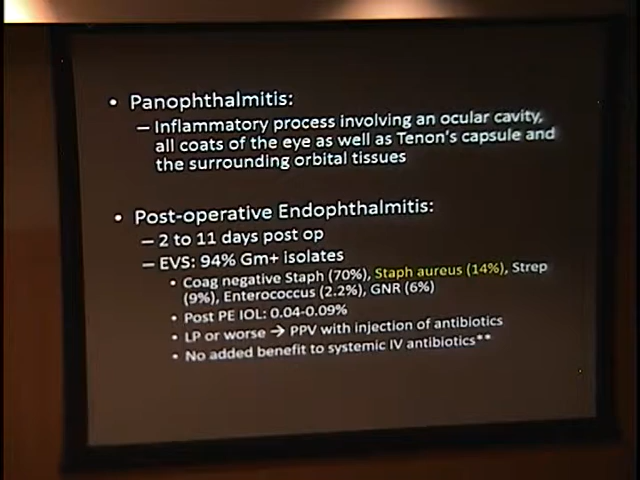 • Panophthalmitis:
– Inflammatory process involving an ocular cavity,
all coats of the eye as well as Tenon's capsule and
the surrounding orbital tissues
• Post-operative Endophthalmitis:
– 2 to 11 days post op
– EVS: 94% Gm+ isolates
• Coag negative Staph (70%), Staph aureus (14%), Strep
(9%), Enterococcus (2.2%), GNR (6%)
• Post PE IOL: 0.04-0.09%
• LP or worse → PPV with injection of antibiotics
• No added benefit to systemic IV antibiotics**